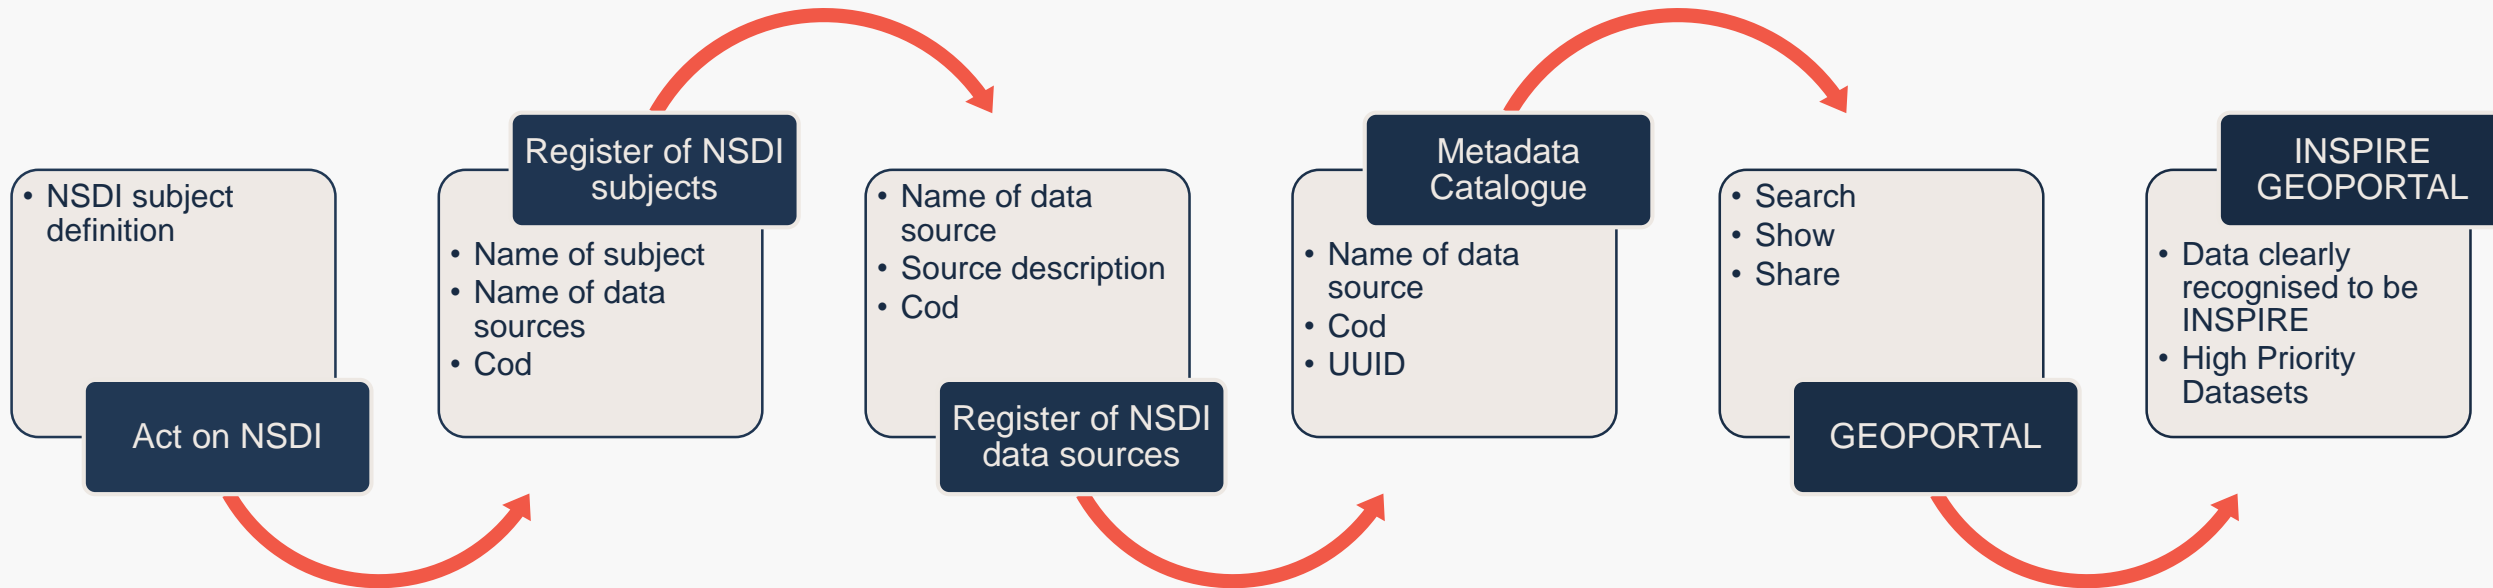 • NSDI subject
definition
Act on NSDI
Register of NSDI
subjects
• Name of subject
• Name of data
sources
• Cod
• Name of data
source
• Source description
• Cod
Register of NSDI
data sources
Metadata
Catalogue
• Name of data
source
• Cod
• UUID
• Search
• Show
• Share
GEOPORTAL
INSPIRE
GEOPORTAL
• Data clearly
recognised to be
INSPIRE
• High Priority
Datasets